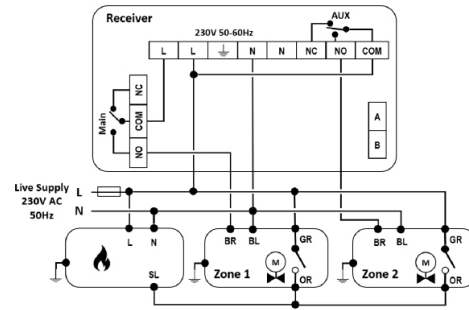 Receiver
AUX
230V 50-60Hz
L L N N NC NO COM
NC
COM
NO
Main
A
B
Live Supply
230V AC
50Hz
L
N
L N
SL
BR BL GR
M
OR
Zone 1
BR BL GR
M
OR
Zone 2